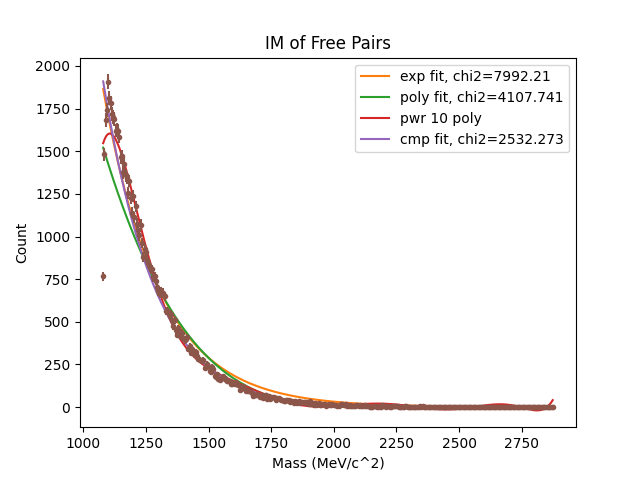 IM of Free Pairs
exp fit, chi2=7992.21
poly fit, chi2=4107.741
pwr 10 poly
cmp fit, chi2=2532.273
2000
1750
1500
1250
1000
750
500
250
0
Count
1000 1250 1500 1750 2000 2250 2500 2750
Mass (MeV/c^2)